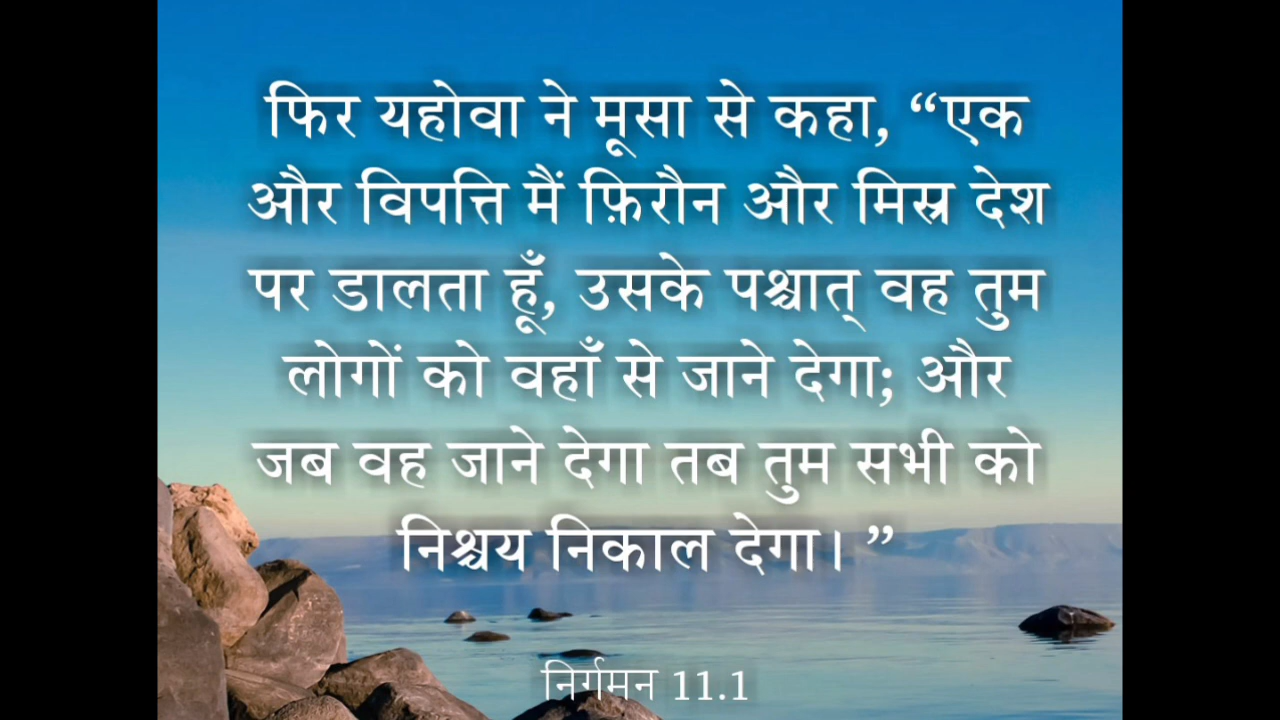 फिर यहोवा ने मूसा से कहा, “एक
और विपत्ति मैं फ़िरौन और मिस्र देश
पर डालता हूँ, उसके पश्चात् वह तुम
लोगों को वहाँ से जाने देगा; और
जब वह जाने देगा तब तुम सभी को
निश्चय निकाल देगा। ”
निर्गमन 11.1